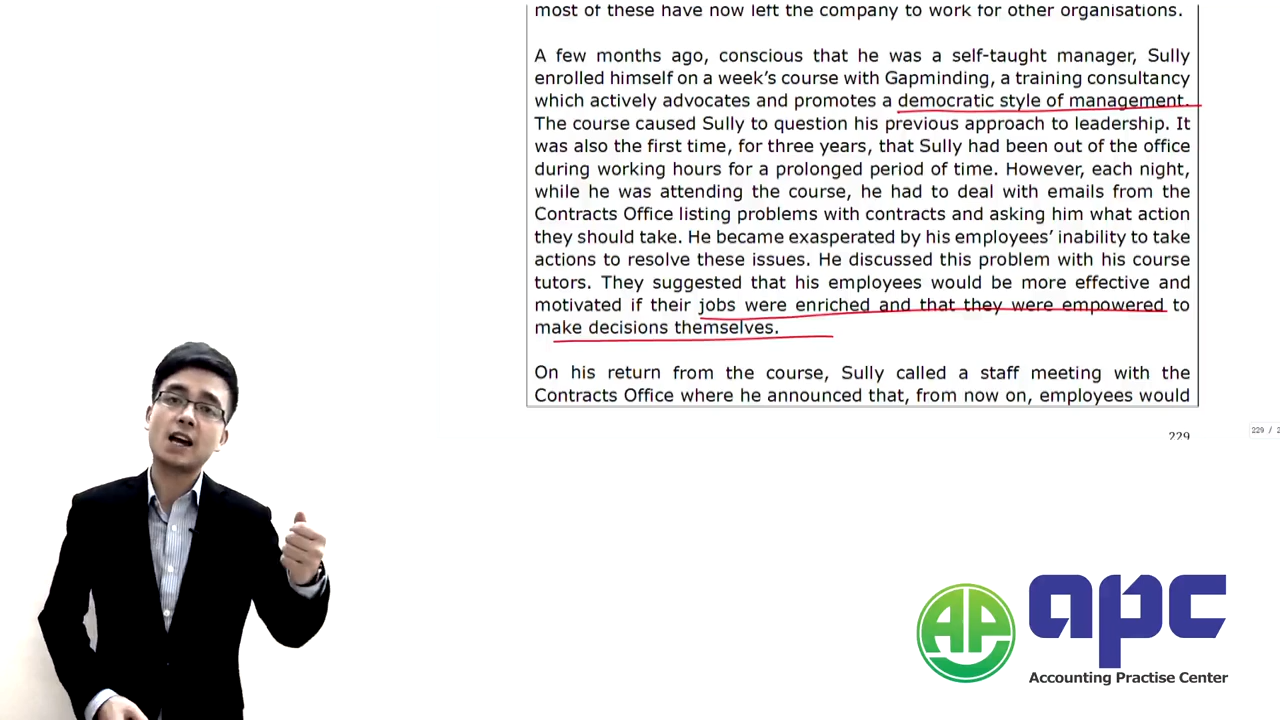 most of these have now left the company to work for other organisations.
A few months ago, conscious that he was a self-taught manager, Sully
enrolled himself on a week's course with Gapminding, a training consultancy
which actively advocates and promotes a democratic style of management.
The course caused Sully to question his previous approach to leadership. It
was also the first time, for three years, that Sully had been out of the office
during working hours for a prolonged period of time. However, each night,
while he was attending the course, he had to deal with emails from the
Contracts Office listing problems with contracts and asking him what action
they should take. He became exasperated by his employees' inability to take
actions to resolve these issues. He discussed this problem with his course
tutors. They suggested that his employees would be more effective and
motivated if their jobs were enriched and that they were empowered to
make decisions themselves.
On his return from the course, Sully called a staff meeting with the
Contracts Office where he announced that, from now on, employees would
229
229 / 2
AP
apc
Accounting Practise Center